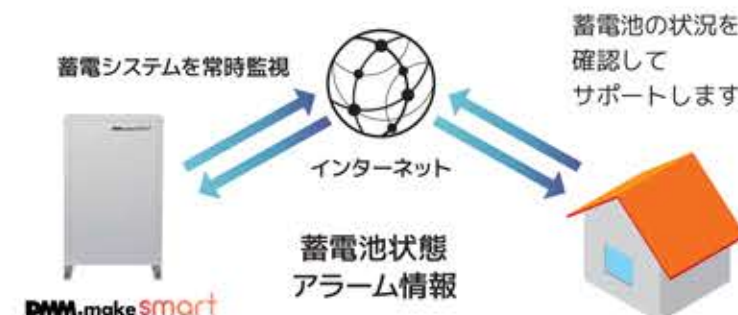 蓄電池の状況を
確認して
サポートします
蓄電システムを常時監視
インターネット
蓄電池状態
アラーム情報
DMM.make smart